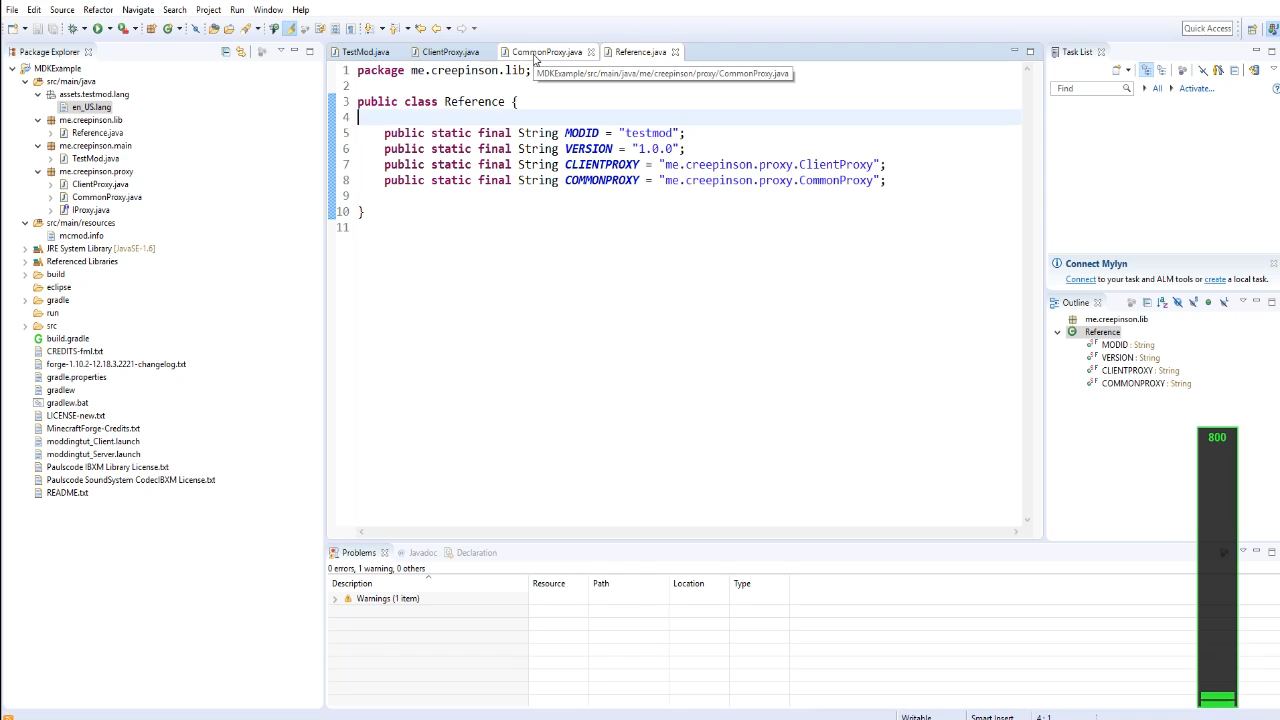 File Edit Source Refactor Navigate Search Project Run Window Help
Quick Access
Package Explorer
MDKExample
src/main/java
assets.testmod.lang
en_US.lang
me.creepinson.lib
Reference.java
me.creepinson.main
TestMod.java
me.creepinson.proxy
ClientProxy.java
CommonProxy.java
IProxy.java
src/main/resources
mcmod.info
JRE System Library [JavaSE-1.6]
Referenced Libraries
build
eclipse
gradle
run
src
build.gradle
CREDITS-fml.txt
forge-1.10.2-12.18.3.2221-changelog.txt
gradle.properties
gradlew
gradlew.bat
LICENSE-new.txt
MinecraftForge-Credits.txt
moddingtut_Client.launch
moddingtut_Server.launch
Paulscode IBXM Library License.txt
Paulscode SoundSystem CodecIBXM License.txt
README.txt
TestMod.java ClientProxy.java CommonProxy.java Reference.java
MDKExample/src/main/java/me/creepinson/proxy/CommonProxy.java
1 package me.creepinson.lib;
2
3 public class Reference {
4
5 public static final String MODID = "testmod";
6 public static final String VERSION = "1.0.0";
7 public static final String CLIENTPROXY = "me.creepinson.proxy.ClientProxy";
8 public static final String COMMONPROXY = "me.creepinson.proxy.CommonProxy";
9
10 }
11
Problems Javadoc Declaration
0 errors, 1 warning, 0 others
Description Resource Path Location Type
Warnings (1 item)
Task List
Find All Activate...
Connect Mylyn
Connect to your task and ALM tools or create a local task.
Outline
me.creepinson.lib
Reference
MODID : String
VERSION : String
CLIENTPROXY : String
COMMONPROXY : String
800
Writable Smart Insert 4 : 1